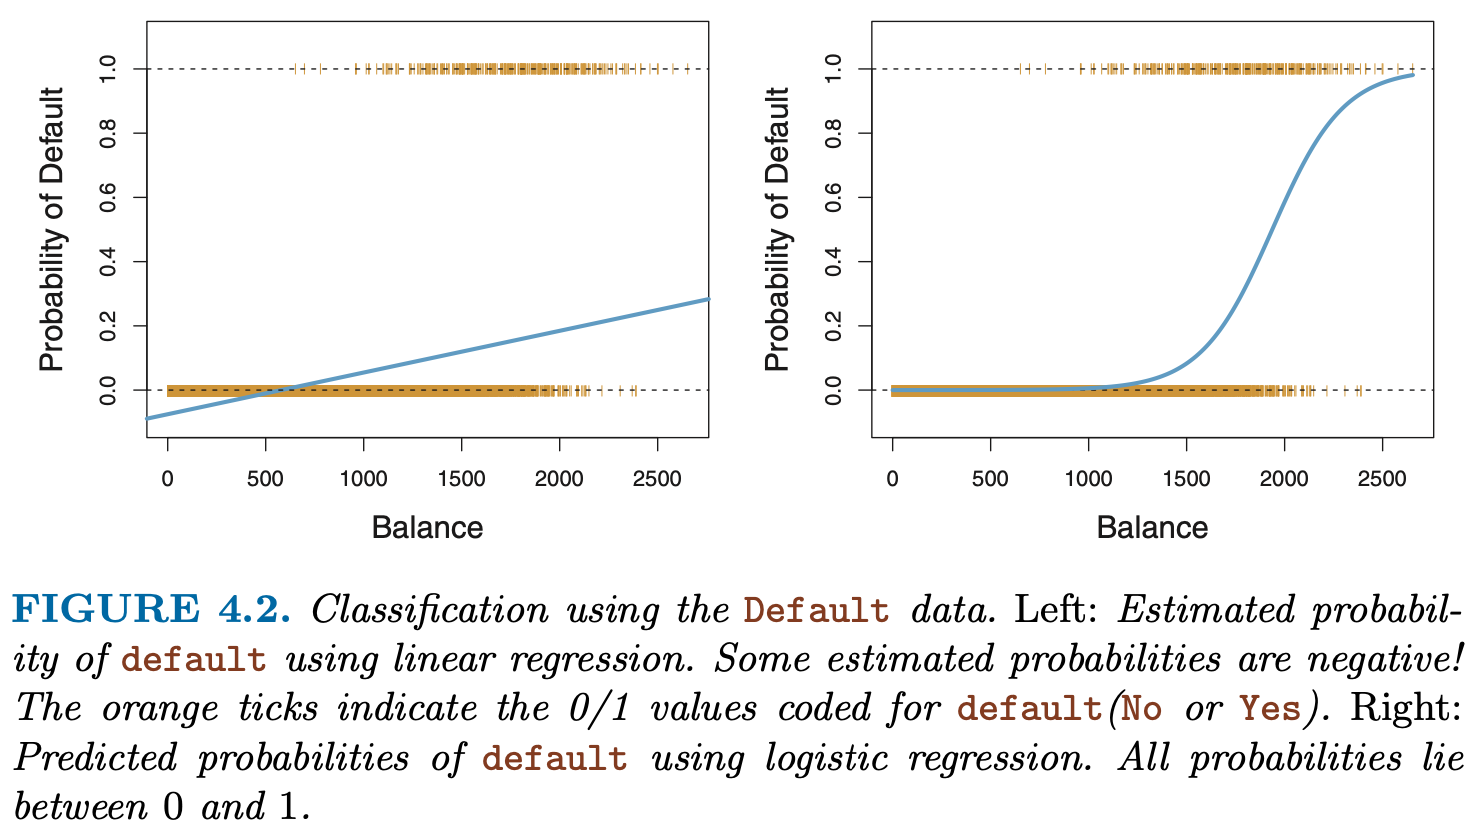 Probability of Default
0.0 0.2 0.4 0.6 0.8 1.0
0 500 1000 1500 2000 2500
Balance
Probability of Default
0.0 0.2 0.4 0.6 0.8 1.0
0 500 1000 1500 2000 2500
Balance
FIGURE 4.2. Classification using the Default data. Left: Estimated probabil-
ity of default using linear regression. Some estimated probabilities are negative!
The orange ticks indicate the 0/1 values coded for default(No or Yes). Right:
Predicted probabilities of default using logistic regression. All probabilities lie
between 0 and 1.